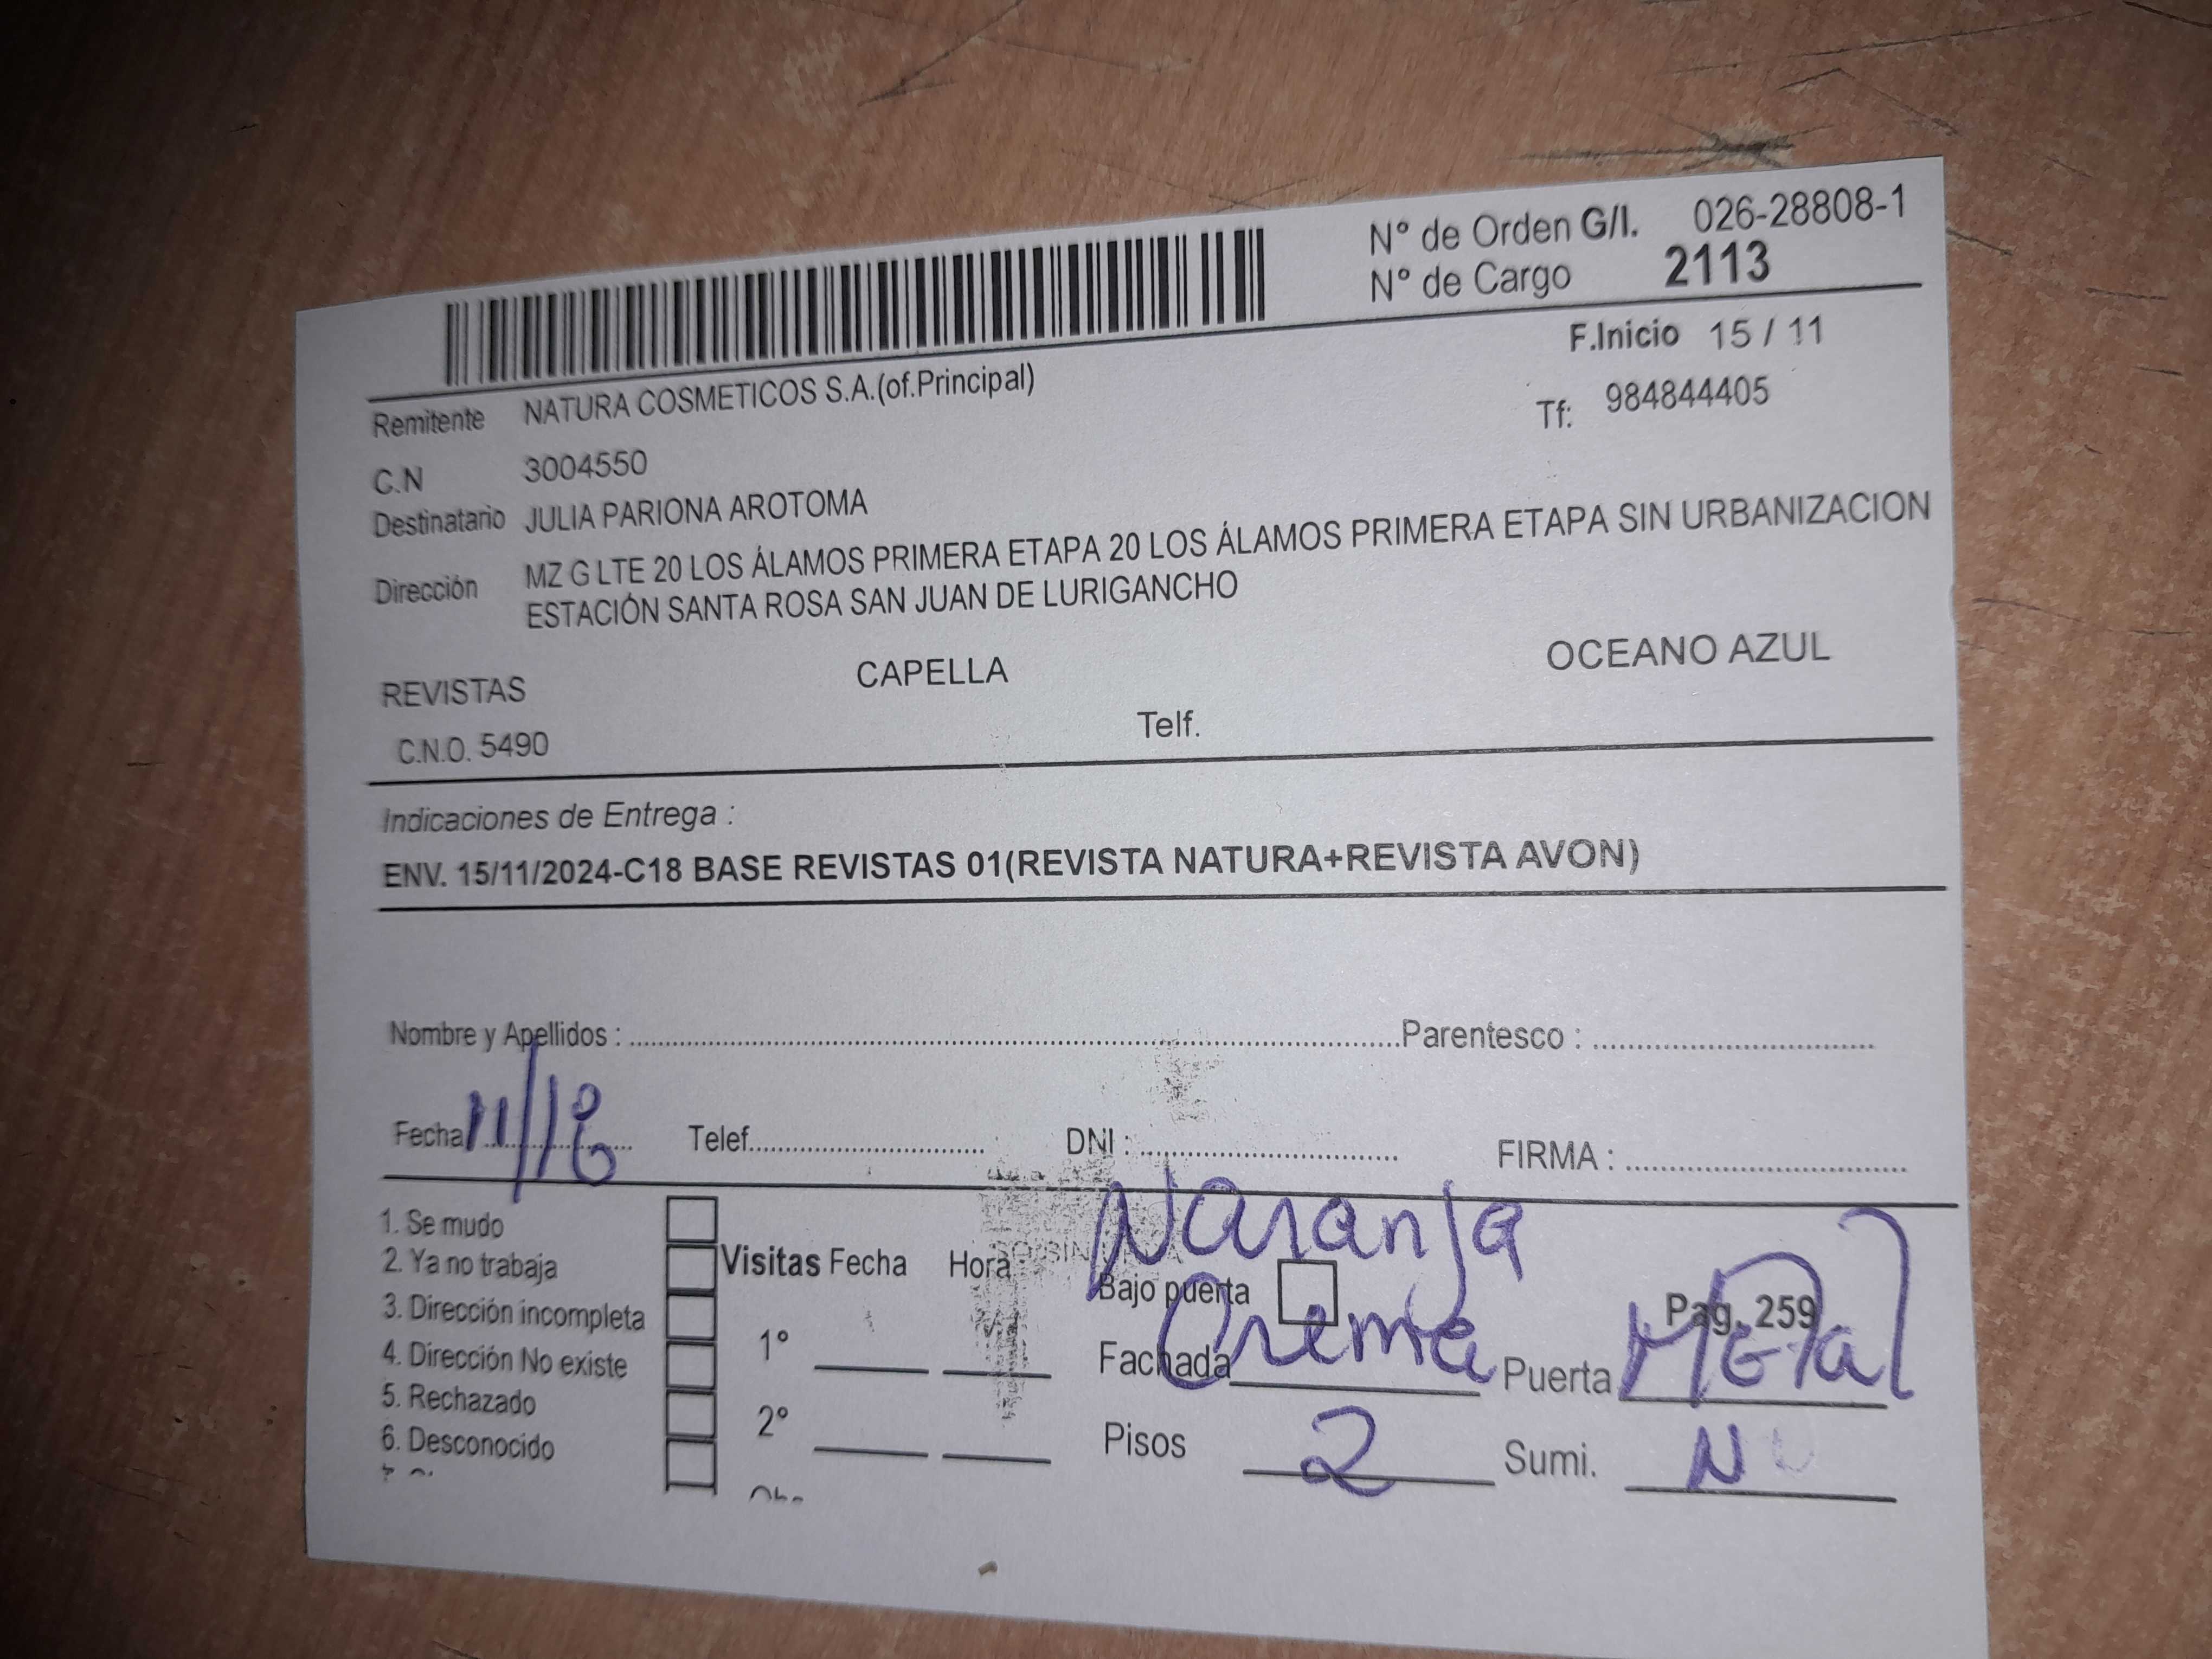 N° de Orden G/I. 026-28808-1
N° de Cargo 2113
F.Inicio 15 / 11
Remitente NATURA COSMETICOS S.A.(of.Principal)
Tf: 984844405
C.N 3004550
Destinatario JULIA PARIONA AROTOMA
Dirección MZ G LTE 20 LOS ÁLAMOS PRIMERA ETAPA 20 LOS ÁLAMOS PRIMERA ETAPA SIN URBANIZACION
ESTACIÓN SANTA ROSA SAN JUAN DE LURIGANCHO
REVISTAS CAPELLA OCEANO AZUL
C.N.O. 5490 Telf.
Indicaciones de Entrega :
ENV. 15/11/2024-C18 BASE REVISTAS 01(REVISTA NATURA+REVISTA AVON)
Nombre y Apellidos : Parentesco :
Fecha Telef. DNI : FIRMA :
1. Se mudo
2. Ya no trabaja
3. Dirección incompleta
4. Dirección No existe
5. Rechazado
6. Desconocido
Visitas Fecha Hora
1°
2°
Naranja
Bajo puerta
Pag. 259
Fachada Crema Puerta Metal
Pisos 2 Sumi. NO